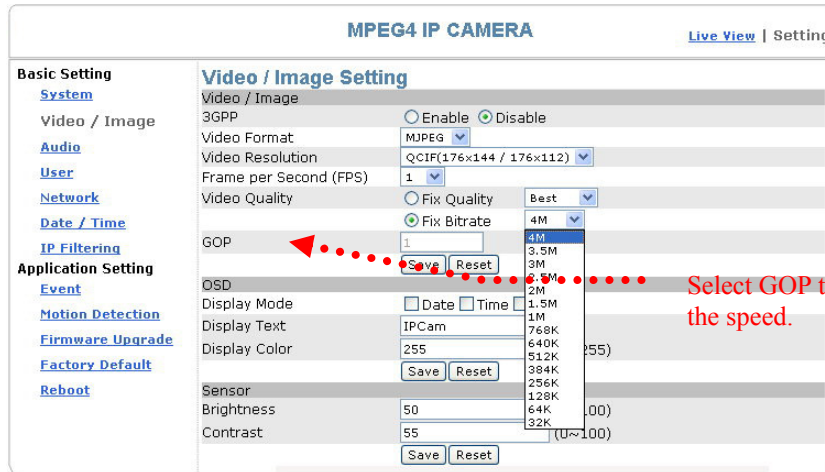 MPEG4 IP CAMERA
Live View | Setting
Basic Setting
System
Video / Image
Audio
User
Network
Date / Time
IP Filtering
Application Setting
Event
Motion Detection
Firmware Upgrade
Factory Default
Reboot
Video / Image Setting
Video / Image
3GPP Enable Disable
Video Format MJPEG
Video Resolution QCIF(176x144 / 176x112)
Frame per Second (FPS) 1
Video Quality Fix Quality Best
Fix Bitrate 4M
4M
3.5M
3M
2.5M
2M
1.5M
1M
768K
640K
512K
384K
256K
128K
64K
32K
GOP 1
Save Reset
OSD
Display Mode Date Time
Display Text IPCam
Display Color 255 255)
Save Reset
Sensor
Brightness 50 00)
Contrast 55 (0~100)
Save Reset
Select GOP t
the speed.